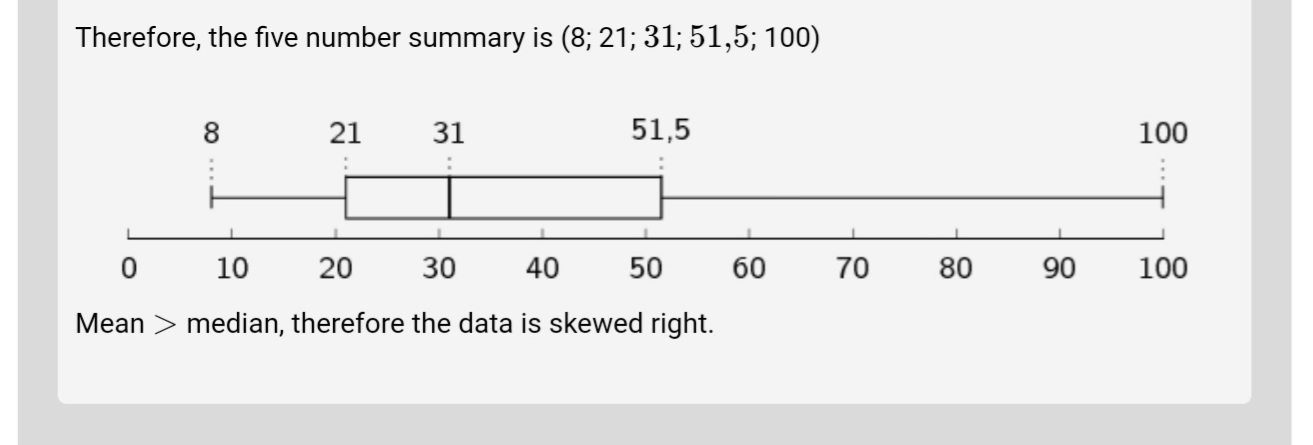 Therefore, the five number summary is (8; 21; 31; 51,5; 100)
8 21 31 51,5 100
0 10 20 30 40 50 60 70 80 90 100
Mean > median, therefore the data is skewed right.